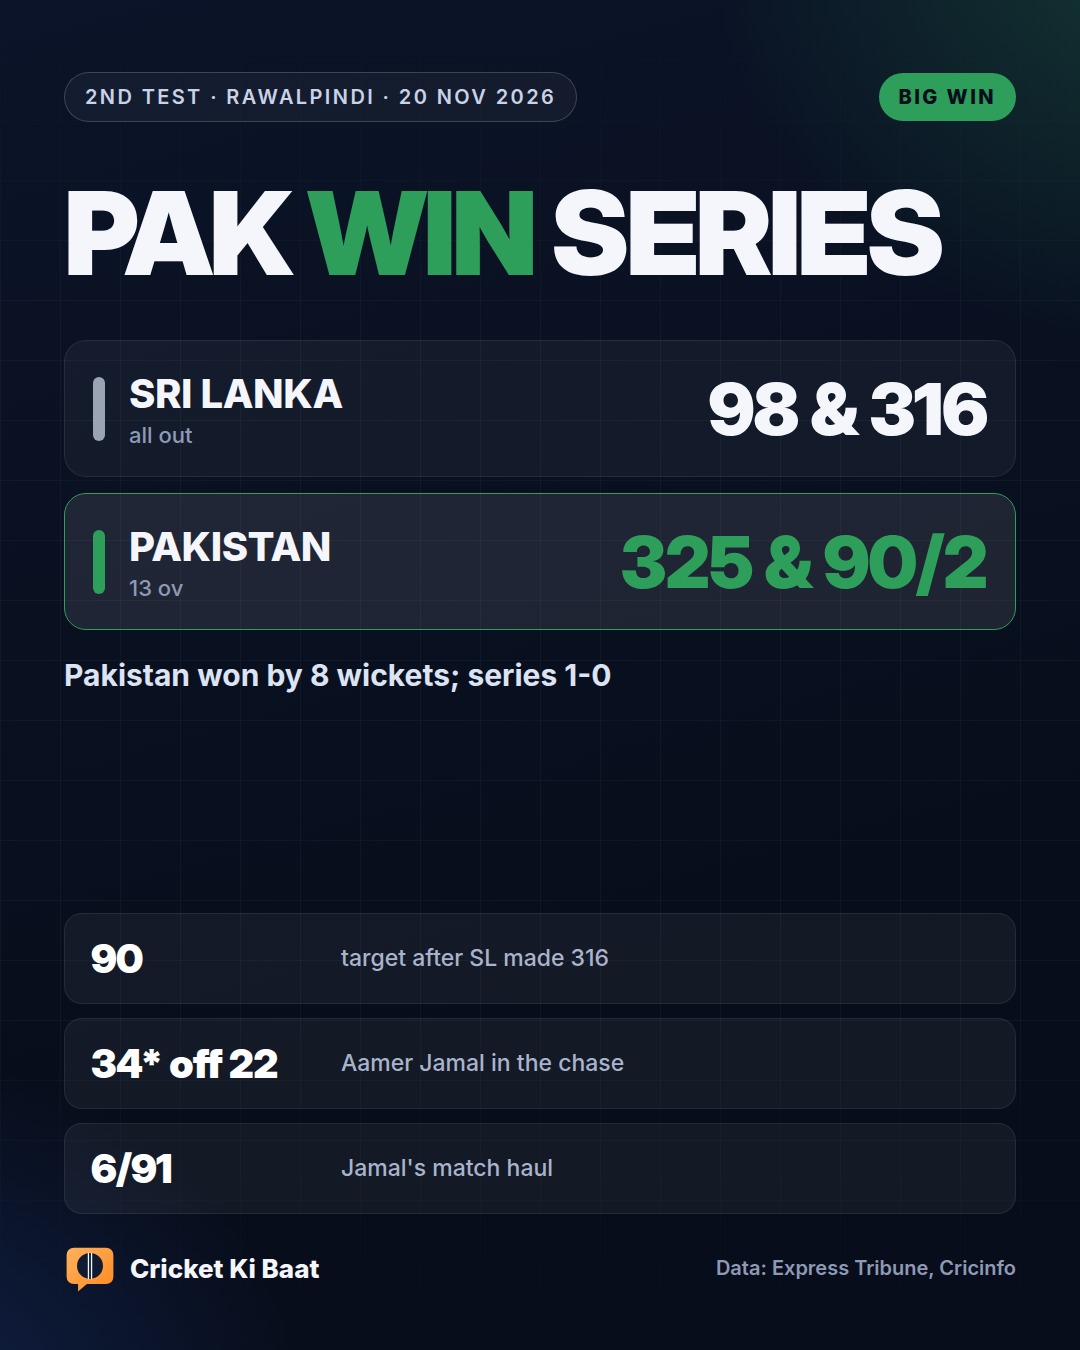 2ND TEST · RAWALPINDI · 20 NOV 2026
BIG WIN
PAK WIN SERIES
SRI LANKA
all out
98 & 316
PAKISTAN
13 ov
325 & 90/2
Pakistan won by 8 wickets; series 1-0
90
target after SL made 316
34* off 22
Aamer Jamal in the chase
6/91
Jamal's match haul
Cricket Ki Baat
Data: Express Tribune, Cricinfo